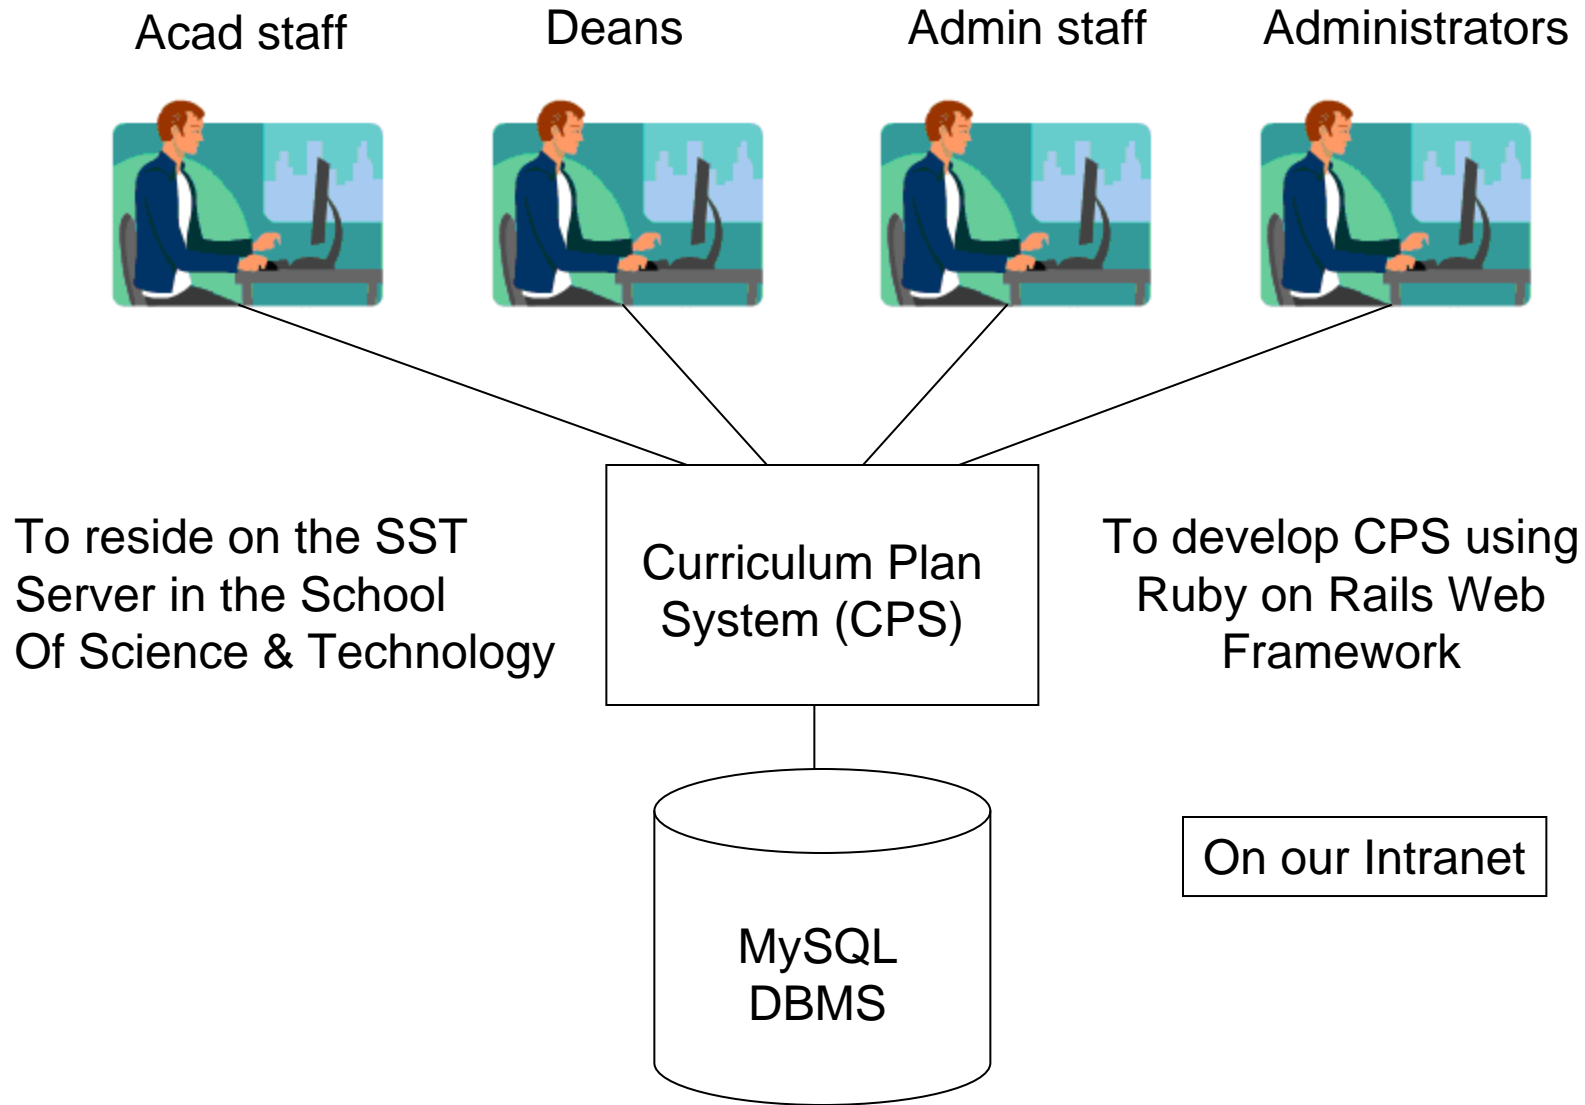 Acad staff
Deans
Admin staff
Administrators
To reside on the SST
Server in the School
Of Science & Technology
Curriculum Plan
System (CPS)
To develop CPS using
Ruby on Rails Web
Framework
On our Intranet
MySQL
DBMS